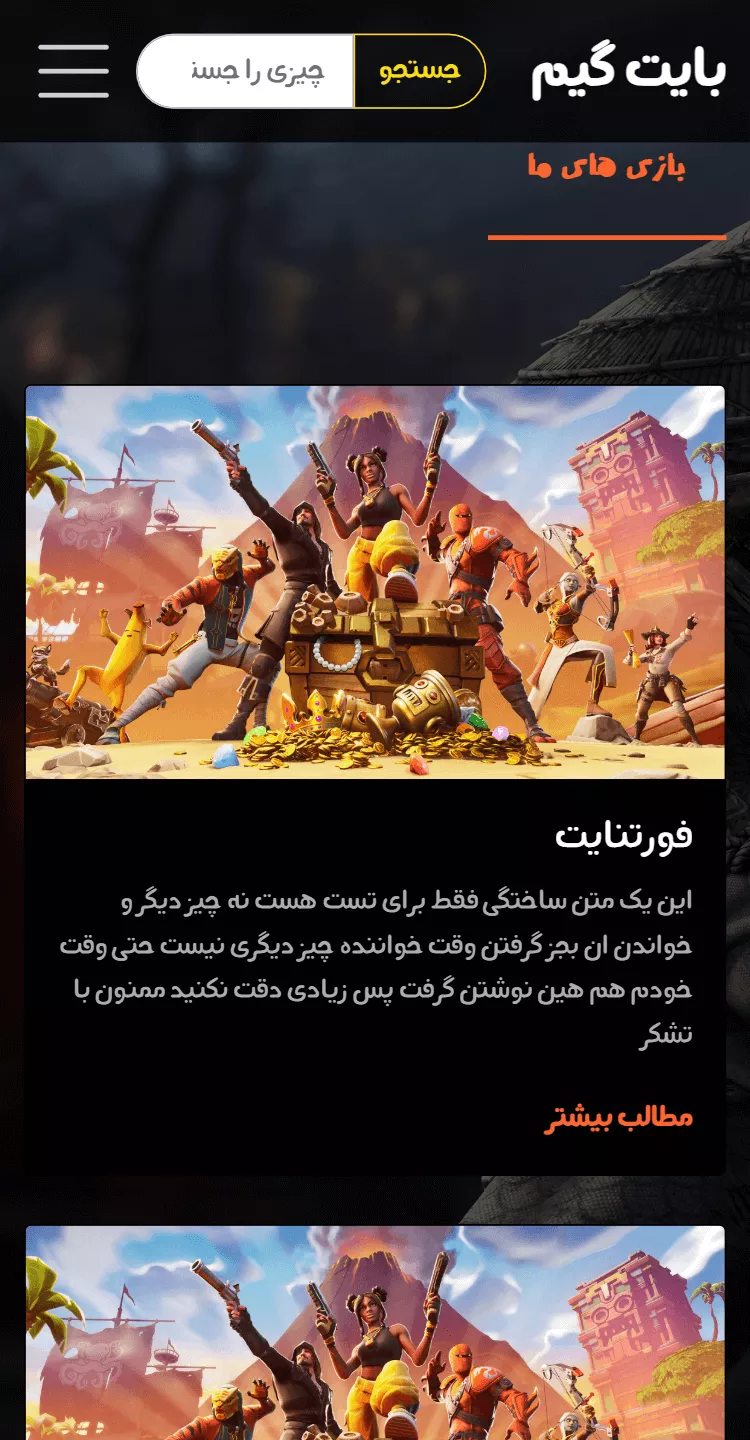 بایت گیم
جستجو
چیزی را جسن
بازی های ما
فورتنایت
این یک متن ساختگی فقط برای تست هست نه چیز دیگر و
خواندن ان بجز گرفتن وقت خواننده چیز دیگری نیست حتی وقت
خودم هم هین نوشتن گرفت پس زیادی دقت نکنید ممنون با
تشکر
مطالب بیشتر